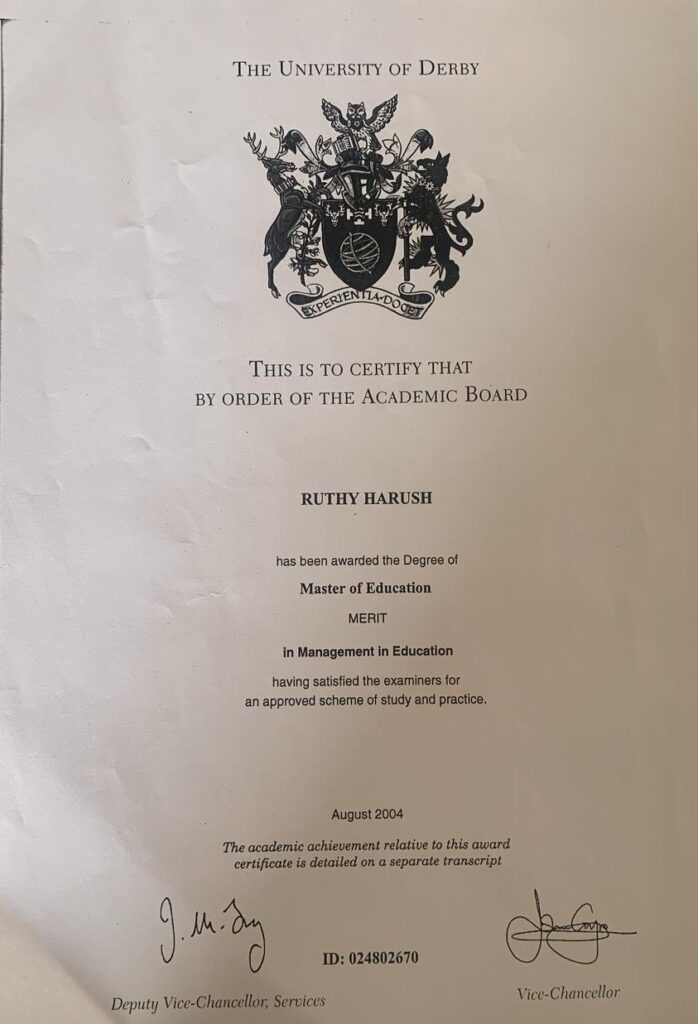 THE UNIVERSITY OF DERBY
EXPERIENTIA·DOCET
THIS IS TO CERTIFY THAT
BY ORDER OF THE ACADEMIC BOARD
RUTHY HARUSH
has been awarded the Degree of
Master of Education
MERIT
in Management in Education
having satisfied the examiners for
an approved scheme of study and practice.
August 2004
The academic achievement relative to this award
certificate is detailed on a separate transcript
ID: 024802670
Deputy Vice-Chancellor, Services
Vice-Chancellor